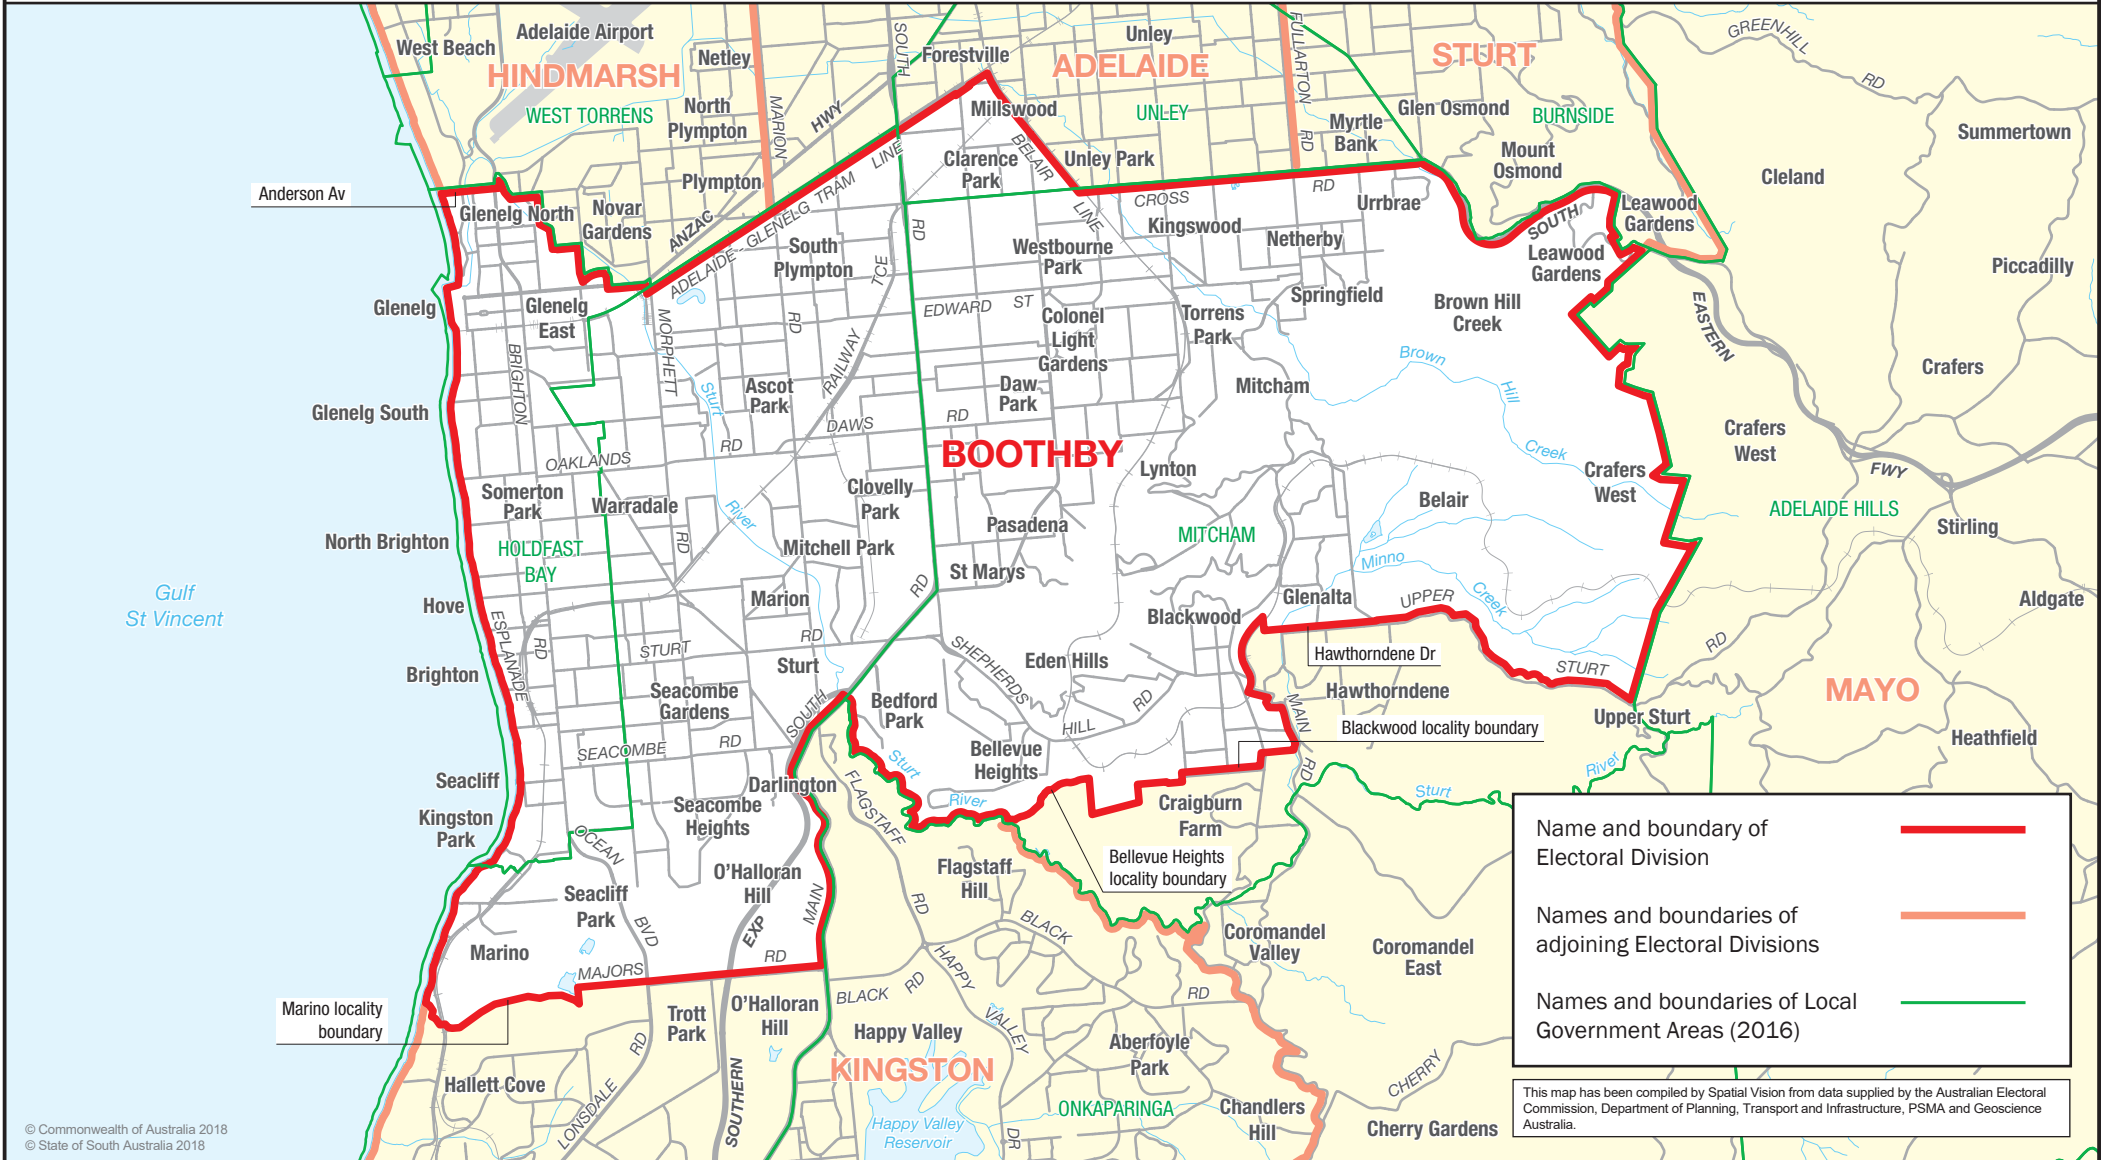 West Beach
Adelaide Airport
HINDMARSH
WEST TORRENS
Netley
North
Plympton
MARION
RD
HWY
SOUTH
RD
Forestville
ADELAIDE
Unley
UNLEY
FULLARTON
RD
STURT
Glen Osmond
BURNSIDE
Myrtle
Bank
Mount
Osmond
GREENHILL
RD
Summertown
Cleland
Piccadilly
Anderson Av
Glenelg North
Novar
Gardens
Plympton
ANZAC
ADELAIDE - GLENELG TRAM LINE
Millswood
Clarence
Park
BELAIR
LINE
Unley Park
CROSS
RD
Urrbrae
Kingswood
Netherby
Springfield
SOUTH
EASTERN
FWY
Leawood
Gardens
Leawood
Gardens
Brown Hill
Creek
Glenelg
Glenelg
East
South
Plympton
RAILWAY
TCE
Westbourne
Park
EDWARD ST
Colonel
Light
Gardens
Torrens
Park
Mitcham
Brown
Hill
Creek
Crafers
Crafers
West
Crafers
West
ADELAIDE HILLS
Stirling
Aldgate
Glenelg South
BRIGHTON
RD
MORPHETT
RD
Sturt
River
Ascot
Park
DAWS
RD
Daw
Park
BOOTHBY
Lynton
OAKLANDS
RD
Somerton
Park
Warradale
Clovelly
Park
Pasadena
MITCHAM
Belair
Minno
Creek
North Brighton
HOLDFAST
BAY
Mitchell Park
St Marys
Gulf
St Vincent
Hove
ESPLANADE
Marion
Blackwood
Glenalta
UPPER
STURT
RD
Brighton
STURT
RD
Sturt
SHEPHERDS
HILL
RD
Eden Hills
Hawthorndene Dr
Hawthorndene
MAIN
RD
Upper Sturt
MAYO
Heathfield
Seacombe
Gardens
SEACOMBE
RD
SOUTH
RD
Bedford
Park
Bellevue
Heights
Blackwood locality boundary
Sturt
River
Sturt
River
Seacliff
Kingston
Park
Darlington
Seacombe
Heights
FLAGSTAFF
RD
Craigburn
Farm
Bellevue Heights
locality boundary
OCEAN
BVD
O'Halloran
Hill
MAIN
Flagstaff
Hill
Seacliff
Park
EXP
SOUTHERN
Marino
MAJORS
RD
BLACK
RD
Coromandel
Valley
Coromandel
East
Marino locality
boundary
Trott
Park
O'Halloran
Hill
BLACK
RD
HAPPY
VALLEY
DR
Happy Valley
KINGSTON
Aberfoyle
Park
Hallett Cove
LONSDALE
RD
Happy Valley
Reservoir
ONKAPARINGA
Chandlers
Hill
CHERRY
Cherry Gardens
Name and boundary of
Electoral Division
Names and boundaries of
adjoining Electoral Divisions
Names and boundaries of Local
Government Areas (2016)
This map has been compiled by Spatial Vision from data supplied by the Australian Electoral
Commission, Department of Planning, Transport and Infrastructure, PSMA and Geoscience
Australia.
© Commonwealth of Australia 2018
© State of South Australia 2018